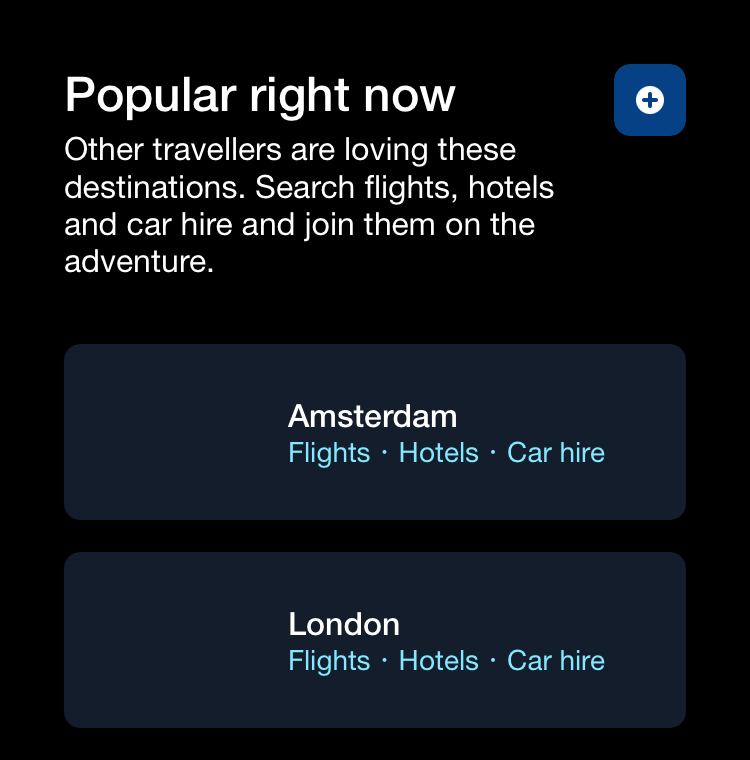 Popular right now
Other travellers are loving these
destinations. Search flights, hotels
and car hire and join them on the
adventure.
Amsterdam
Flights · Hotels · Car hire
London
Flights · Hotels · Car hire